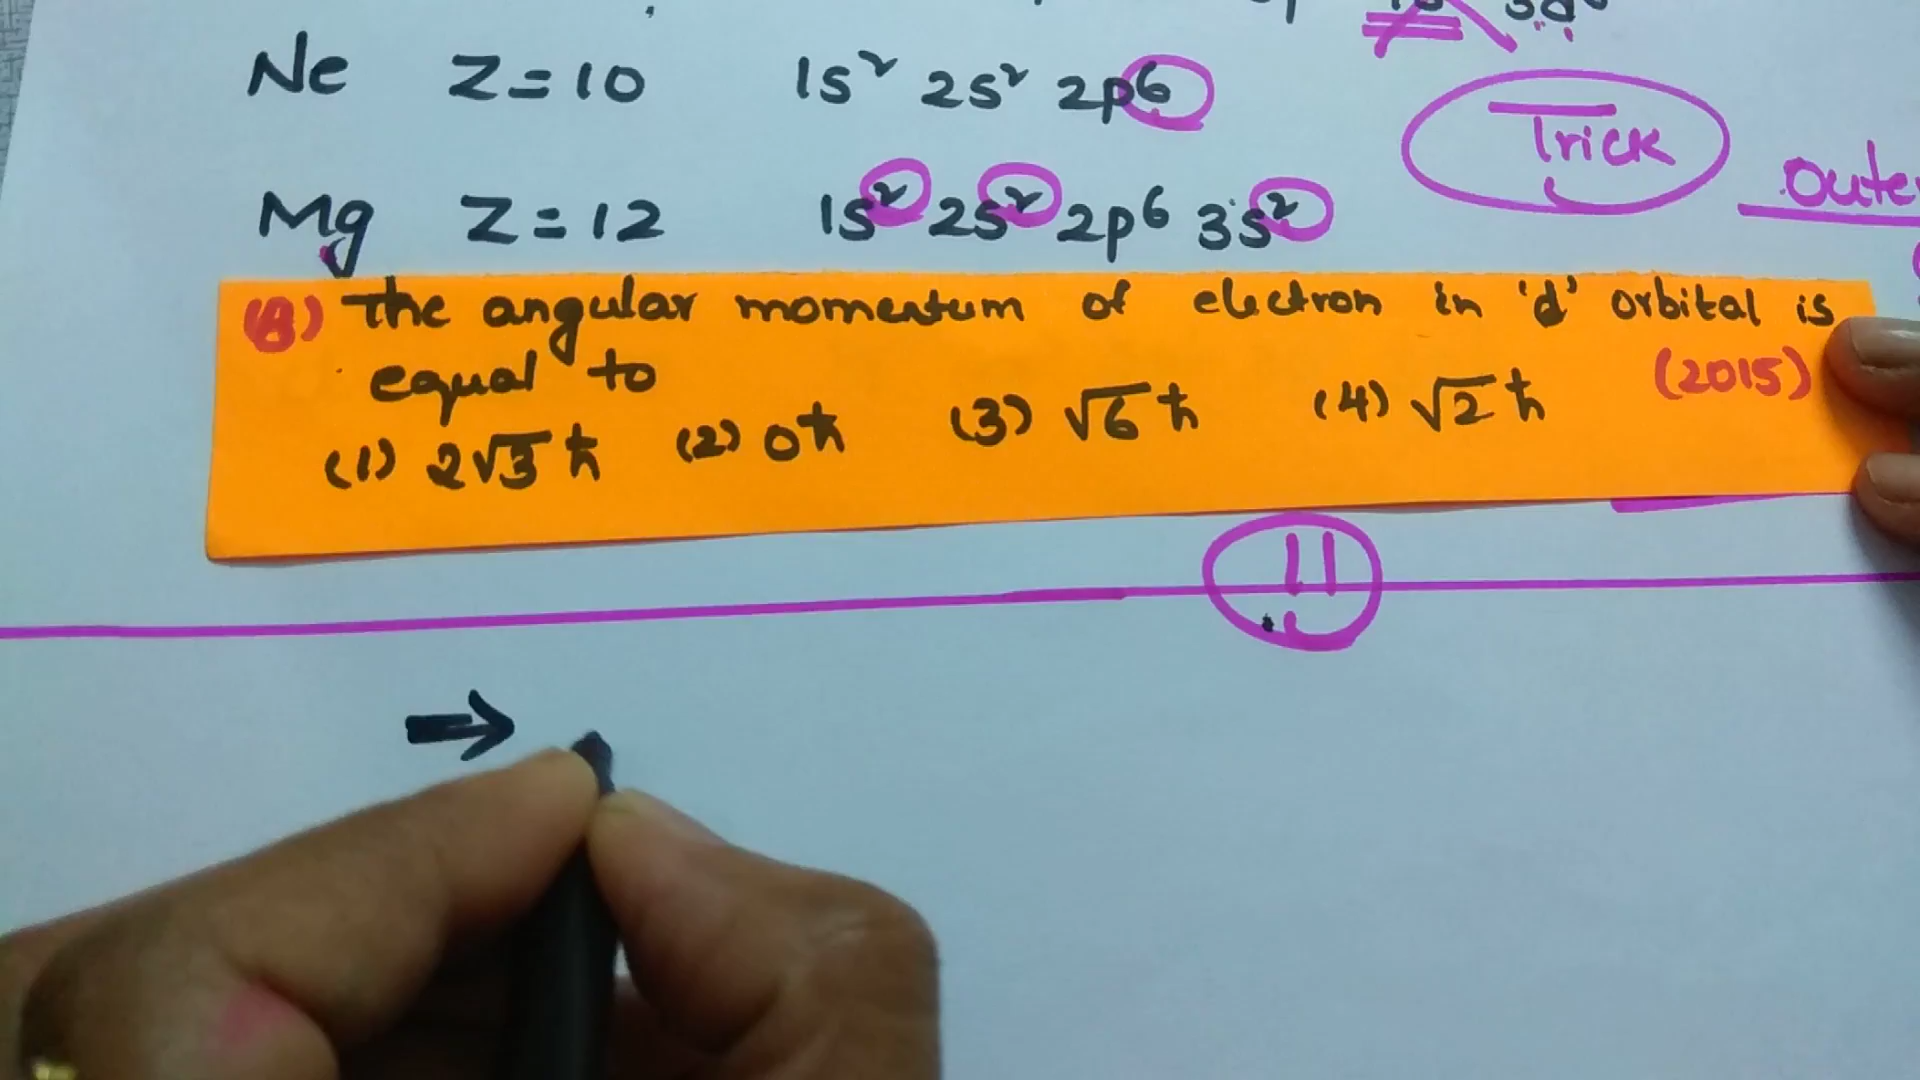 Ne Z=10 1s² 2s² 2p⁶
Trick
Mg Z=12 1s² 2s² 2p⁶ 3s²
(8) The angular momentum of electron in 'd' orbital is
equal to (2015)
(1) 2√3 ħ (2) 0ħ (3) √6 ħ (4) √2 ħ
11
→